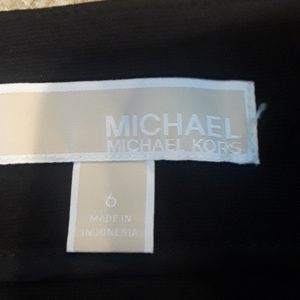 MICHAEL
MICHAEL KORS
6
MADE IN
INDONESIA